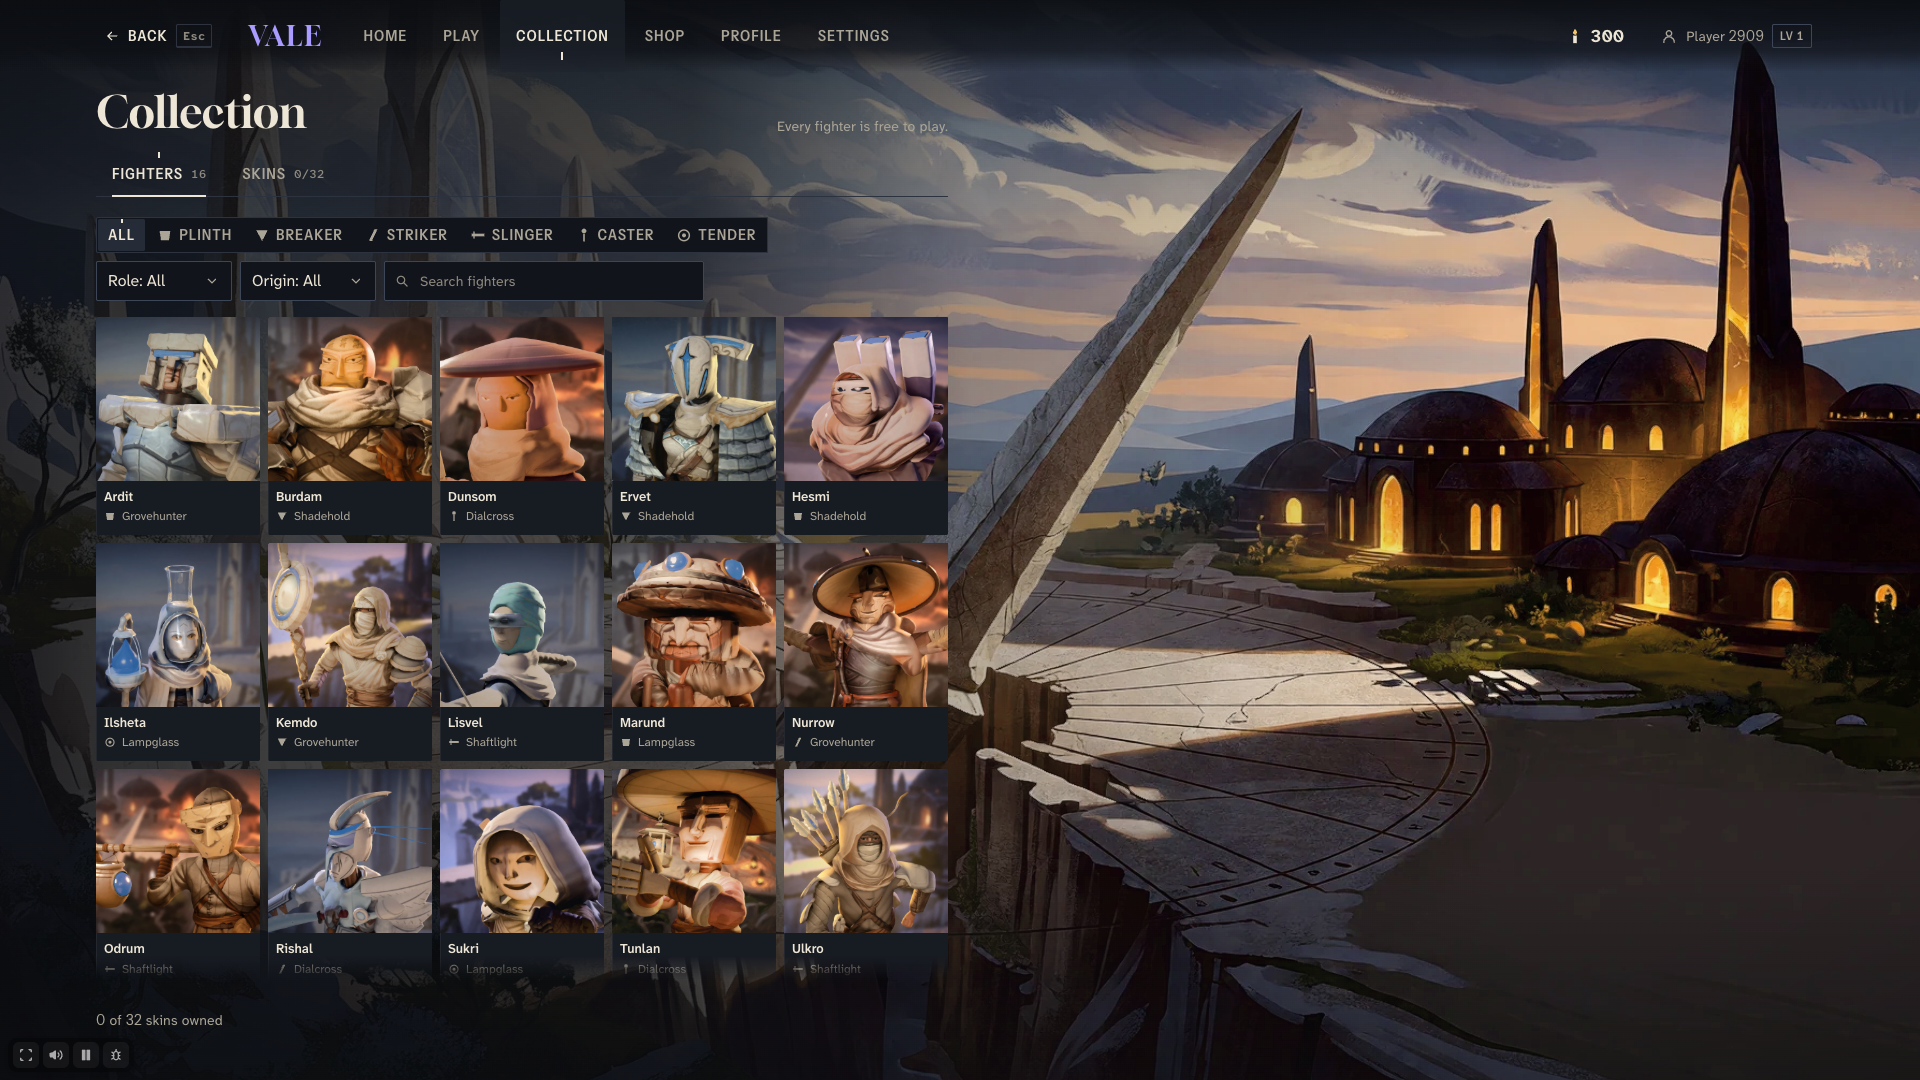 BACK Esc VALE HOME PLAY COLLECTION SHOP PROFILE SETTINGS 300 Player 2909 LV 1
Collection
Every fighter is free to play.
FIGHTERS 16 SKINS 0/32
ALL PLINTH BREAKER STRIKER SLINGER CASTER TENDER
Role: All Origin: All Search fighters
Ardit Burdam Dunsom Ervet Hesmi
Grovehunter Shadehold Dialcross Shadehold Shadehold
Ilsheta Kemdo Lisvel Marund Nurrow
Lampglass Grovehunter Shaftlight Lampglass Grovehunter
Odrum Rishal Sukri Tunlan Ulkro
Shaftlight Dialcross Lampglass Dialcross Shaftlight
0 of 32 skins owned